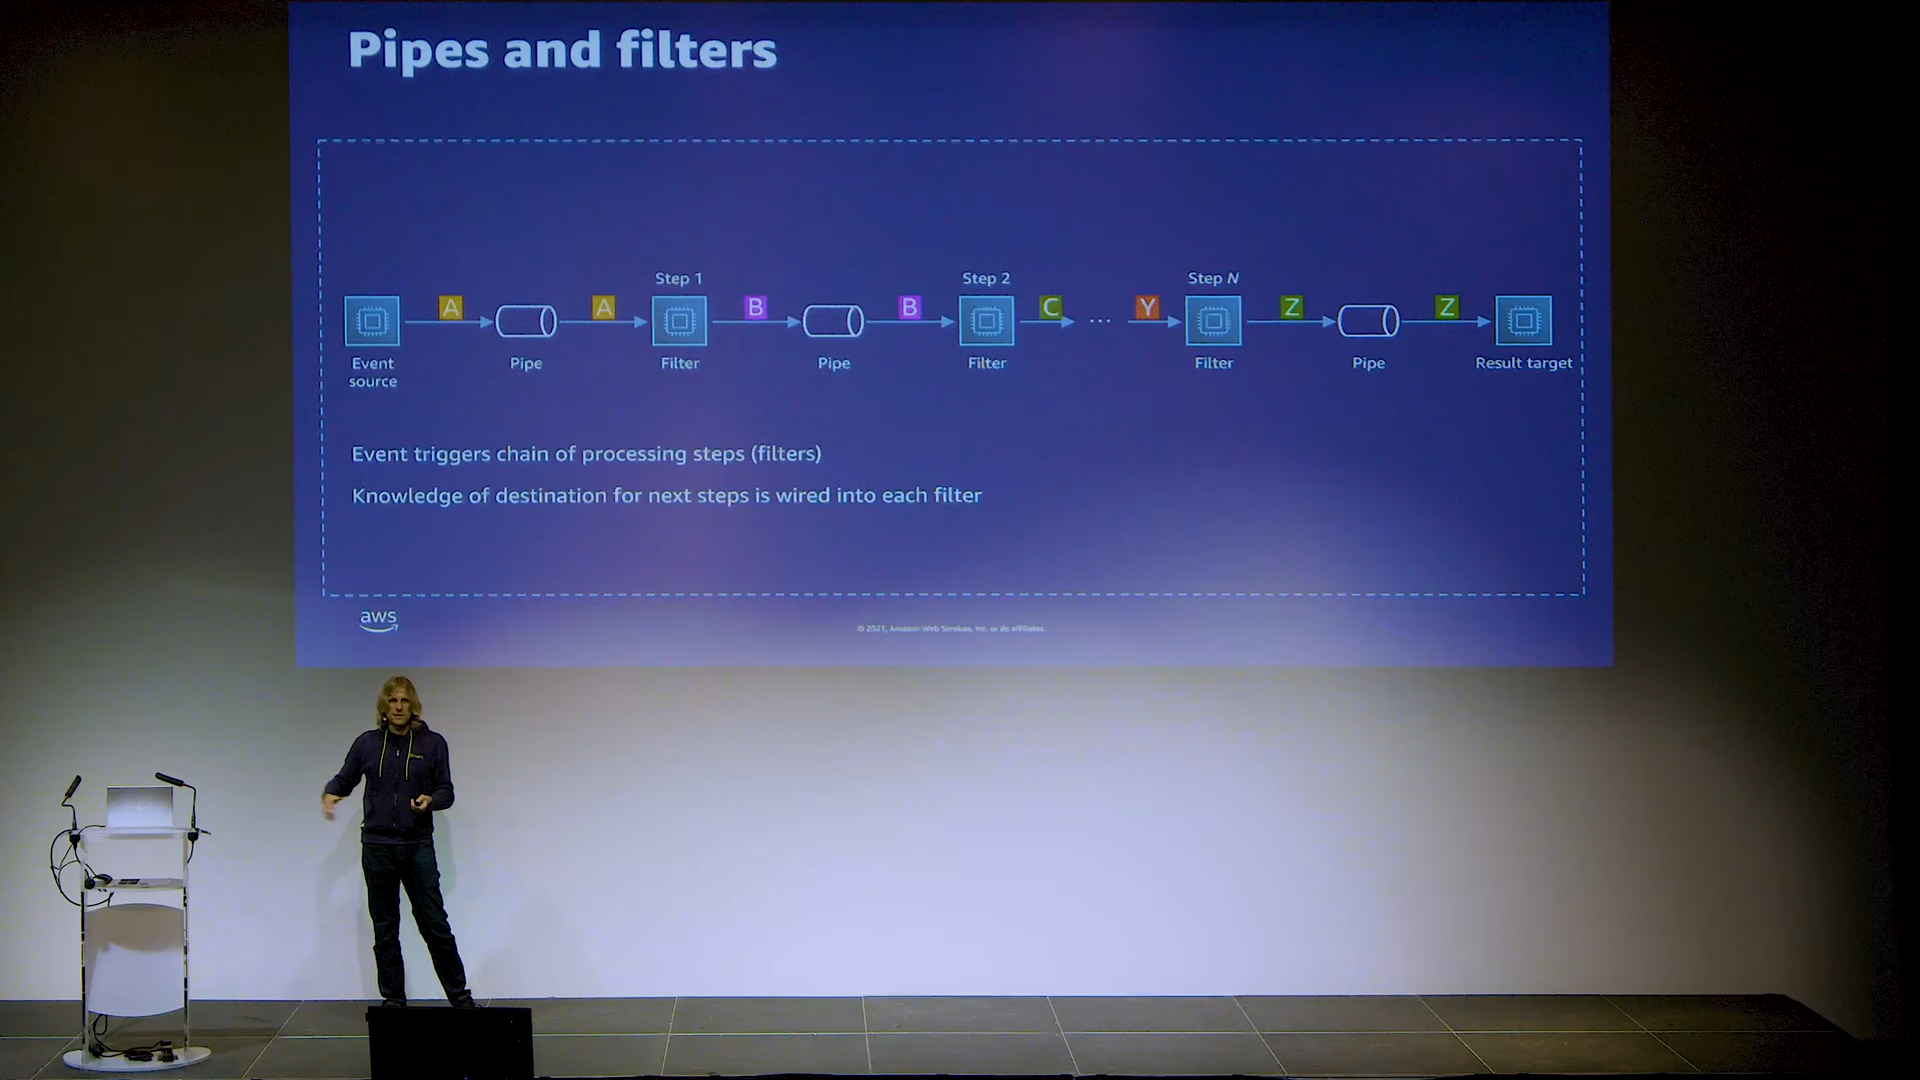 Pipes and filters
Step 1
Step 2
Step N
A
A
B
B
C
...
Y
Z
Z
Event
source
Pipe
Filter
Pipe
Filter
Filter
Pipe
Result target
Event triggers chain of processing steps (filters)
Knowledge of destination for next steps is wired into each filter
aws
© 2021, Amazon Web Services, Inc. or its affiliates.